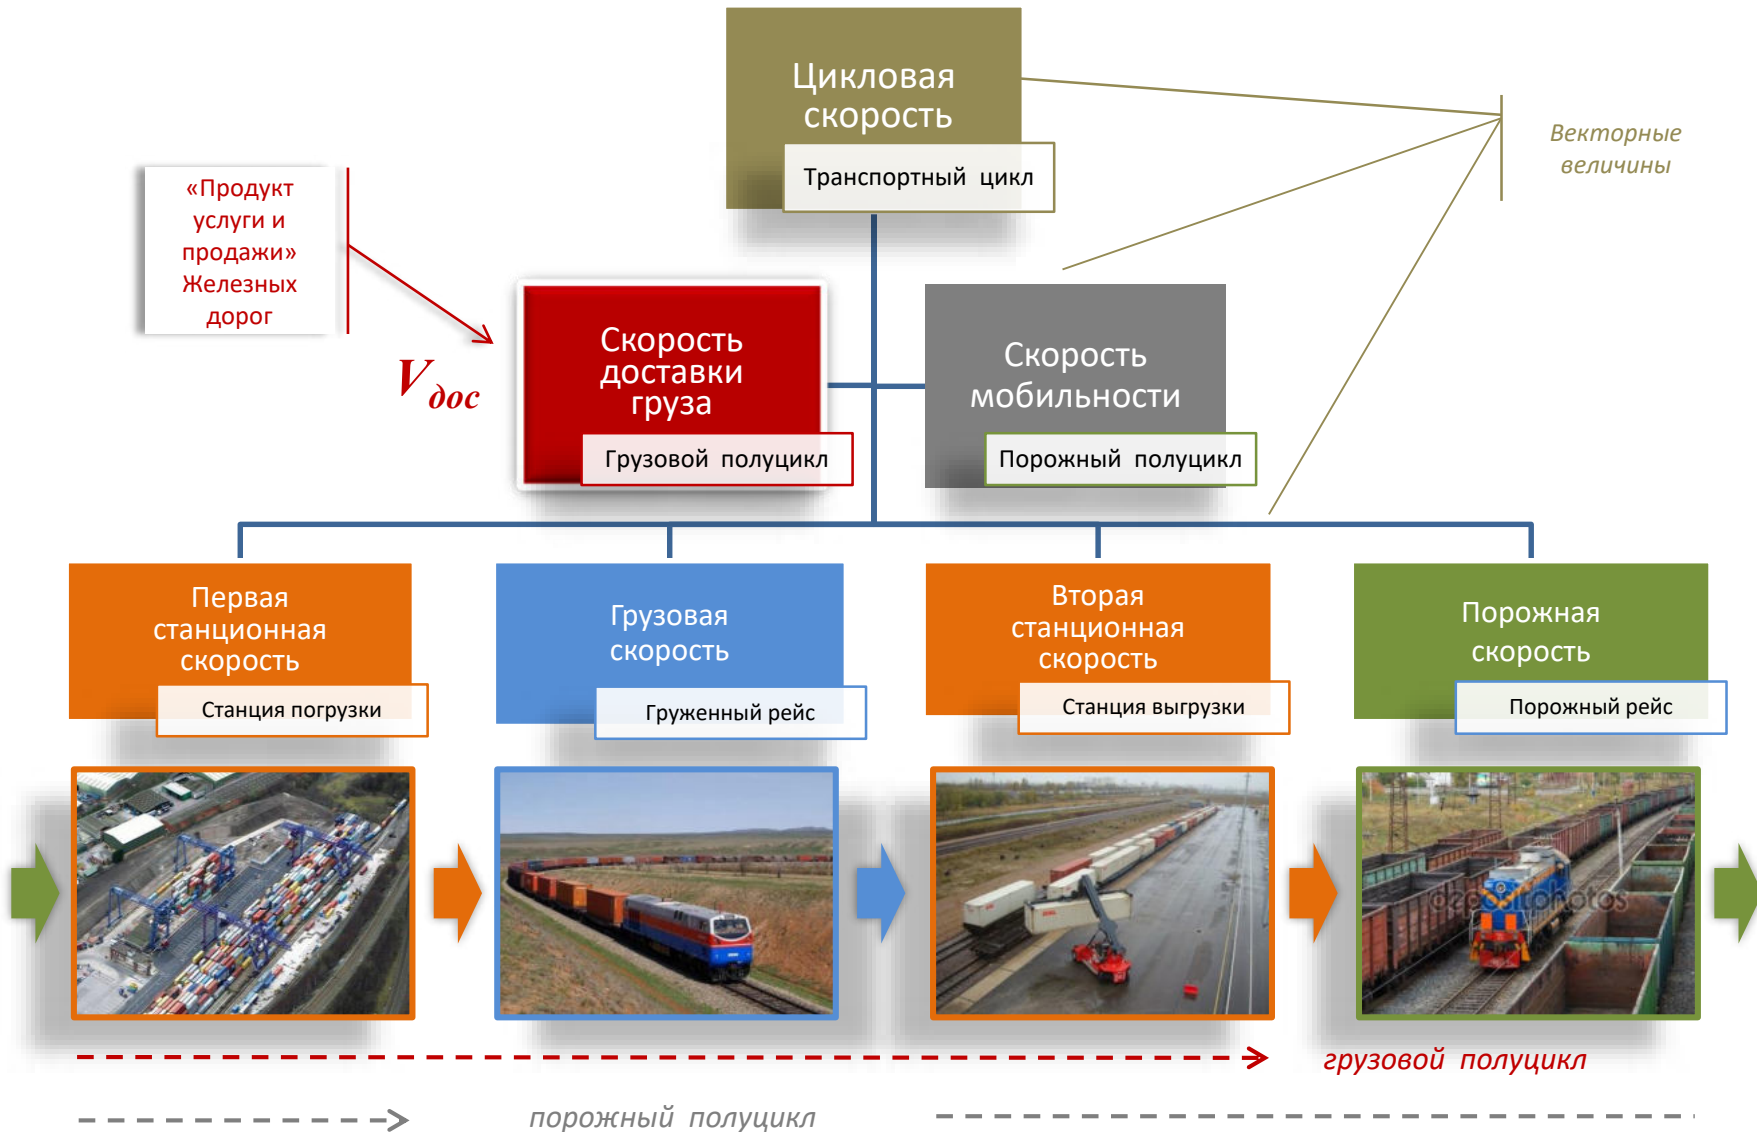 Цикловая
скорость
Транспортный цикл
Векторные
величины
«Продукт
услуги и
продажи»
Железных
дорог
V дос
Скорость
доставки
груза
Грузовой полуцикл
Скорость
мобильности
Порожный полуцикл
Первая
станционная
скорость
Станция погрузки
Грузовая
скорость
Груженный рейс
Вторая
станционная
скорость
Станция выгрузки
Порожная
скорость
Порожный рейс
depositphotos
грузовой полуцикл
порожный полуцикл